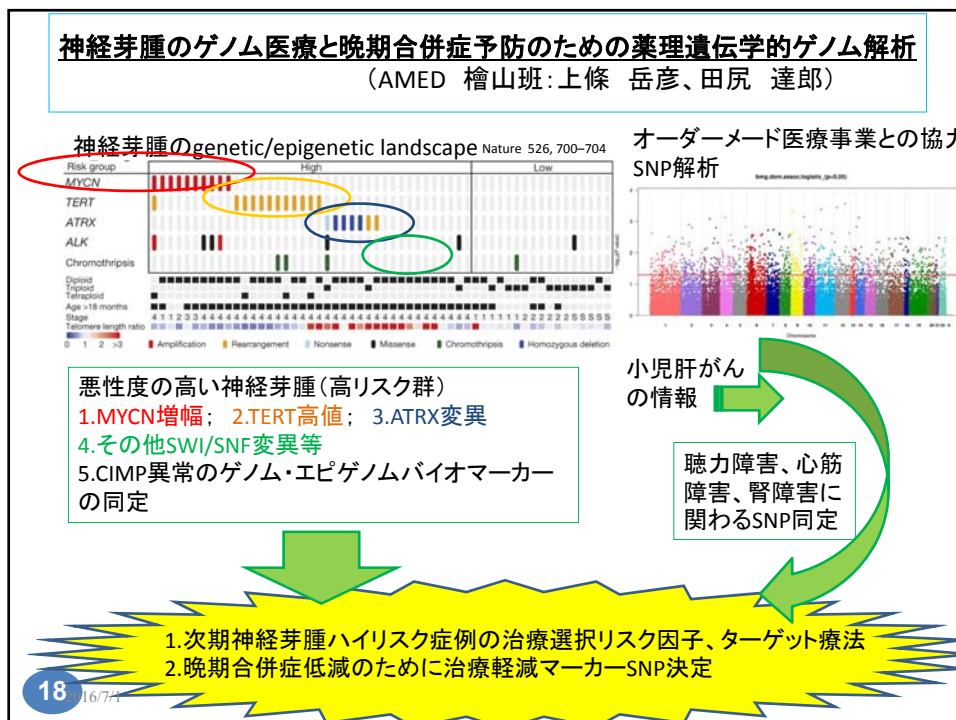 神経芽腫のゲノム医療と晩期合併症予防のための薬理遺伝学的ゲノム解析
（AMED 檜山班：上條 岳彦、田尻 達郎）
神経芽腫のgenetic/epigenetic landscape Nature 526, 700–704
Risk group High Low
MYCN
TERT
ATRX
ALK
Chromothripsis
Diploid
Triploid
Tetraploid
Age >18 months
Stage
Telomere length ratio
0 1 2 >3
Amplification Rearrangement Nonsense Missense Chromothripsis Homozygous deletion
オーダーメード医療事業との協力
SNP解析
悪性度の高い神経芽腫（高リスク群）
1.MYCN増幅； 2.TERT高値； 3.ATRX変異
4.その他SWI/SNF変異等
5.CIMP異常のゲノム・エピゲノムバイオマーカー
の同定
小児肝がん
の情報
聴力障害、心筋
障害、腎障害に
関わるSNP同定
1.次期神経芽腫ハイリスク症例の治療選択リスク因子、ターゲット療法
2.晩期合併症低減のために治療軽減マーカーSNP決定
18
2016/7/1